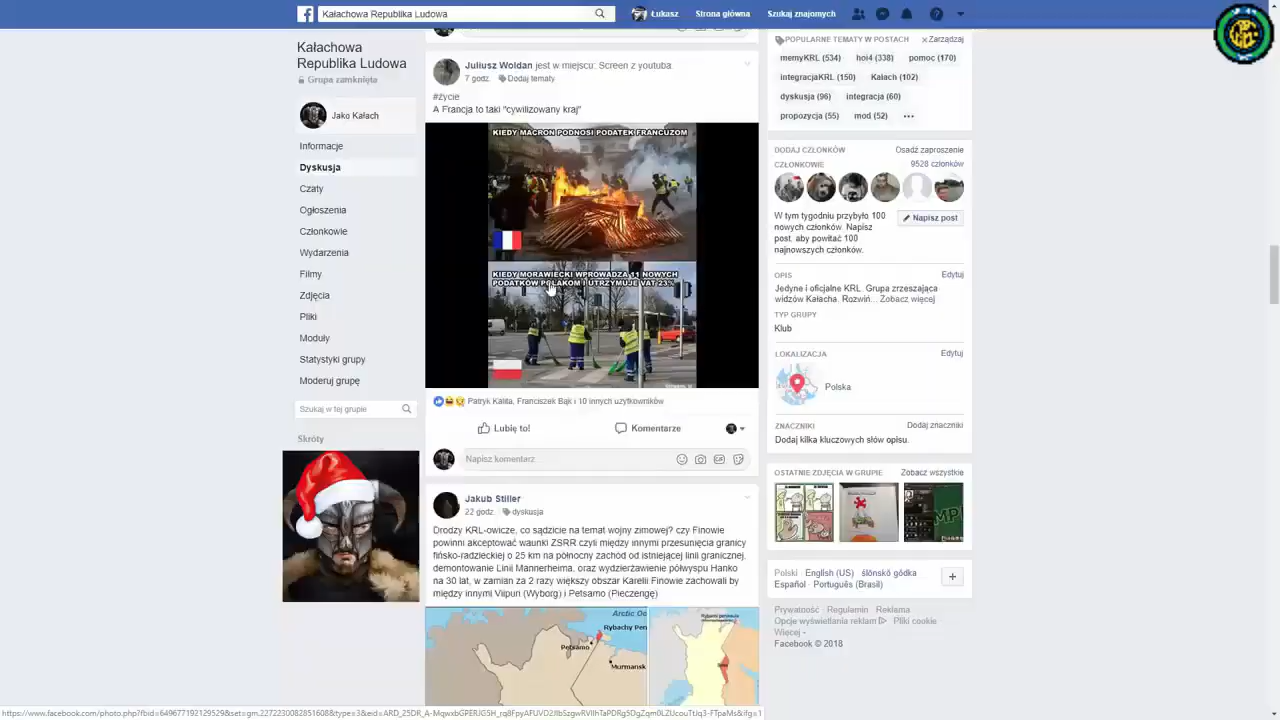 Kałachowa Republika Ludowa
Łukasz
Strona główna
Szukaj znajomych
Kałachowa
Republika Ludowa
Grupa zamknięta
Jako Kałach
Informacje
Dyskusja
Czaty
Ogłoszenia
Członkowie
Wydarzenia
Filmy
Zdjęcia
Pliki
Moduły
Statystyki grupy
Moderuj grupę
Szukaj w tej grupie
Skróty
Juliusz Woldan jest w miejscu: Screen z youtuba.
7 godz. Dodaj tematy
#życie
A Francja to taki "cywilizowany kraj"
KIEDY MACRON PODNOSI PODATEK FRANCUZOM
KIEDY MORAWIECKI WPROWADZA 11 NOWYCH
PODATKÓW POLAKOM I UTRZYMUJE VAT 23%
Patryk Kalita, Franciszek Bąk i 10 innych użytkowników
Lubię to!
Komentarze
Napisz komentarz
Jakub Stiller
22 godz. dyskusja
Drodzy KRL-owicze, co sądzicie na temat wojny zimowej? czy Finowie
powinni akceptować waunki ZSRR czyli między innymi przesunięcia granicy
fińsko-radzieckiej o 25 km na północny zachód od istniejącej linii granicznej,
demontowanie Linii Mannerheima, oraz wydzierżawienie półwyspu Hanko
na 30 lat, w zamian za 2 razy większy obszar Karelii Finowie zachowali by
między innymi Viipuri (Wyborg) i Petsamo (Pieczengę)
Arctic Oc
Rybachy Pen
Petsamo
Murmansk
POPULARNE TEMATY W POSTACH
Zarządzaj
memyKRL (534) hoi4 (338) pomoc (170)
integracjaKRL (150) Kałach (102)
dyskusja (96) integracja (60)
propozycja (55) mod (52) •••
DODAJ CZŁONKÓW
Osadź zaproszenie
CZŁONKOWIE
9528 członków
W tym tygodniu przybyło 100
nowych członków. Napisz
post, aby powitać 100
najnowszych członków.
Napisz post
OPIS
Edytuj
Jedyne i oficjalne KRL. Grupa zrzeszająca
widzów Kałacha. Rozwiń... Zobacz więcej
TYP GRUPY
Klub
LOKALIZACJA
Edytuj
Polska
ZNACZNIKI
Dodaj znaczniki
Dodaj kilka kluczowych słów opisu.
OSTATNIE ZDJĘCIA W GRUPIE
Zobacz wszystkie
Polski · English (US) · ślōnskŏ gŏdka ·
Español · Português (Brasil)
Prywatność · Regulamin · Reklama ·
Opcje wyświetlania reklam · Pliki cookie ·
Więcej
Facebook © 2018